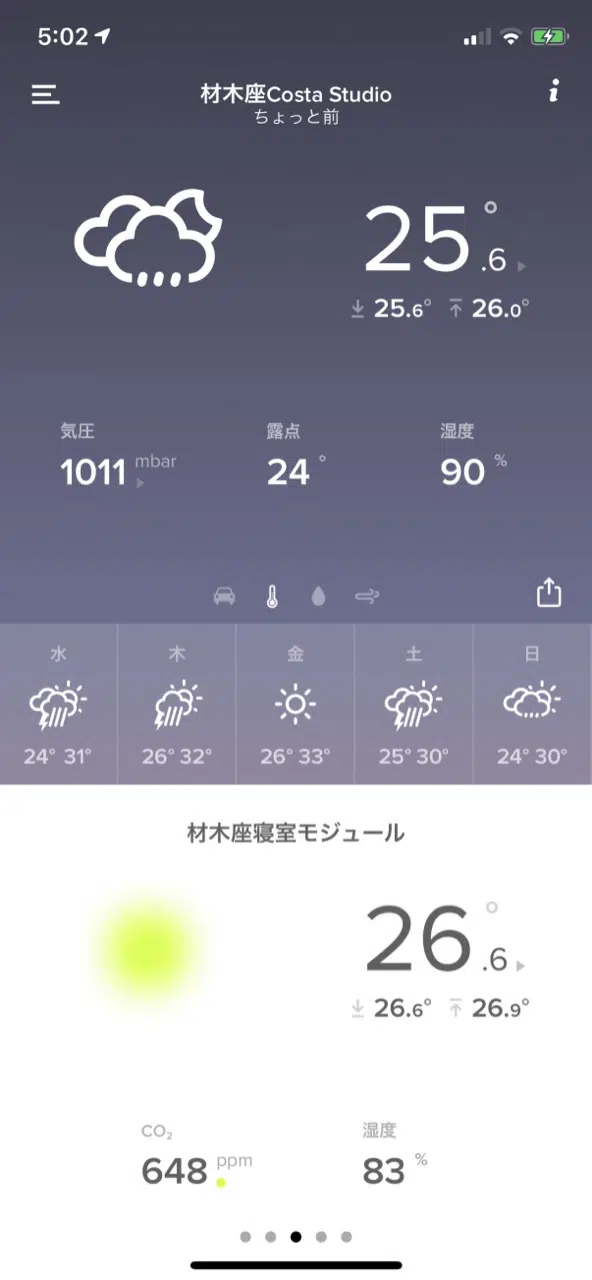 5:02
材木座Costa Studio
ちょっと前
25.6°
25.6° 26.0°
気圧 露点 湿度
1011 mbar 24° 90 %
水 木 金 土 日
24° 31° 26° 32° 26° 33° 25° 30° 24° 30°
材木座寝室モジュール
26.6°
26.6° 26.9°
CO₂ 湿度
648 ppm 83 %